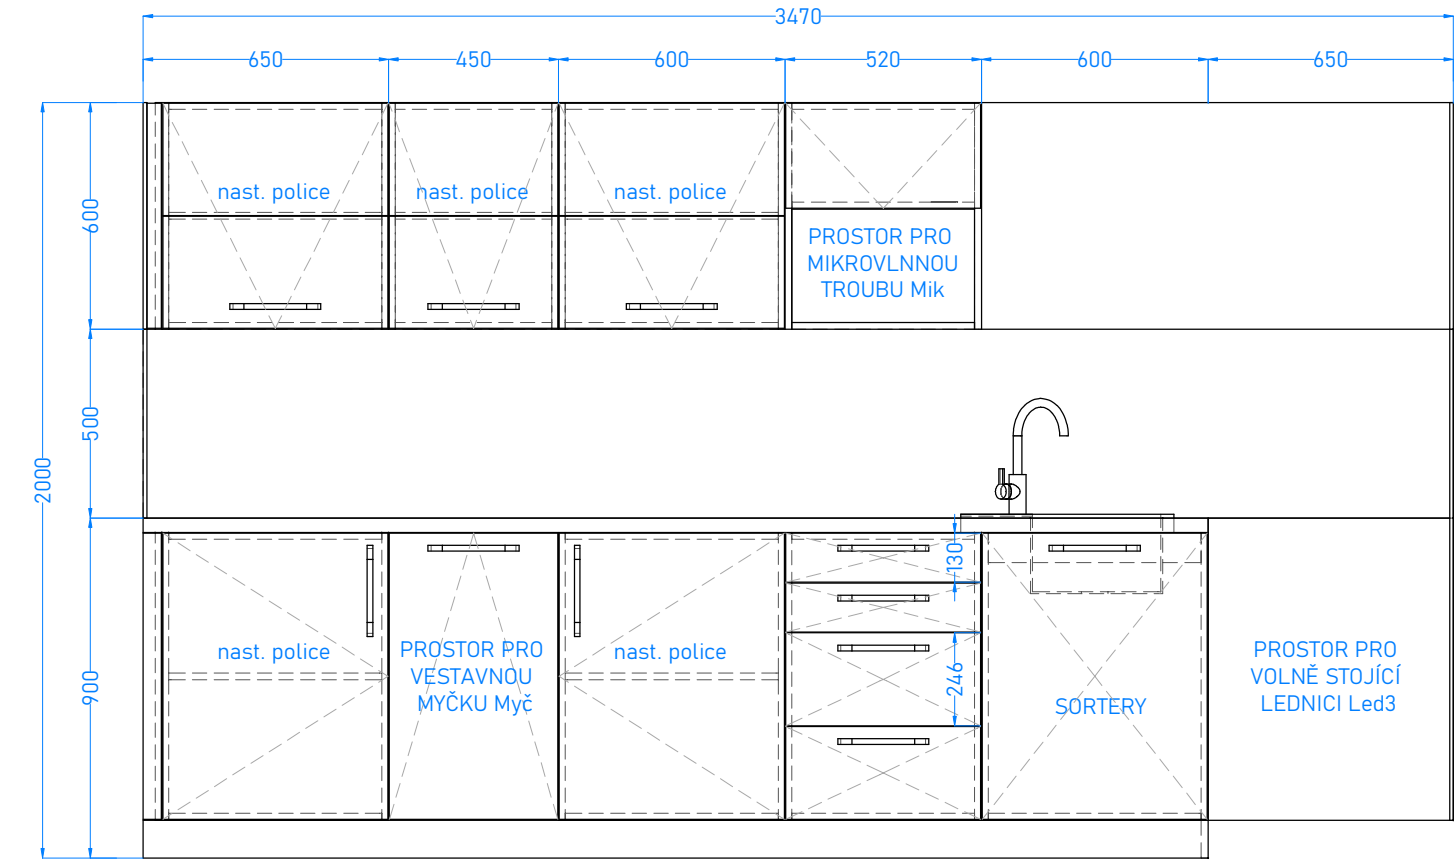 3470
650
450
600
520
600
650
600
nast. police
nast. police
nast. police
PROSTOR PRO
MIKROVLNNOU
TROUBU Mik
500
2000
130
900
nast. police
PROSTOR PRO
VESTAVNOU
MYČKU Myč
nast. police
246
SORTERY
PROSTOR PRO
VOLNĚ STOJÍCÍ
LEDNICI Led3